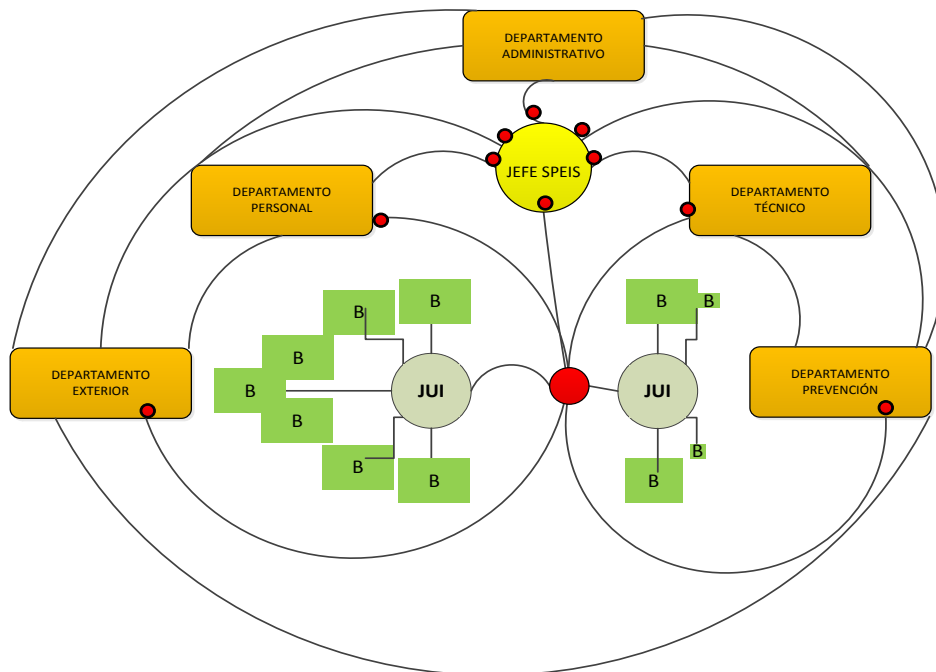 DEPARTAMENTO
ADMINISTRATIVO
JEFE SPEIS
DEPARTAMENTO
PERSONAL
DEPARTAMENTO
TÉCNICO
B
B
B
B
B
DEPARTAMENTO
EXTERIOR
B
JUI
JUI
DEPARTAMENTO
PREVENCIÓN
B
B
B
B
B